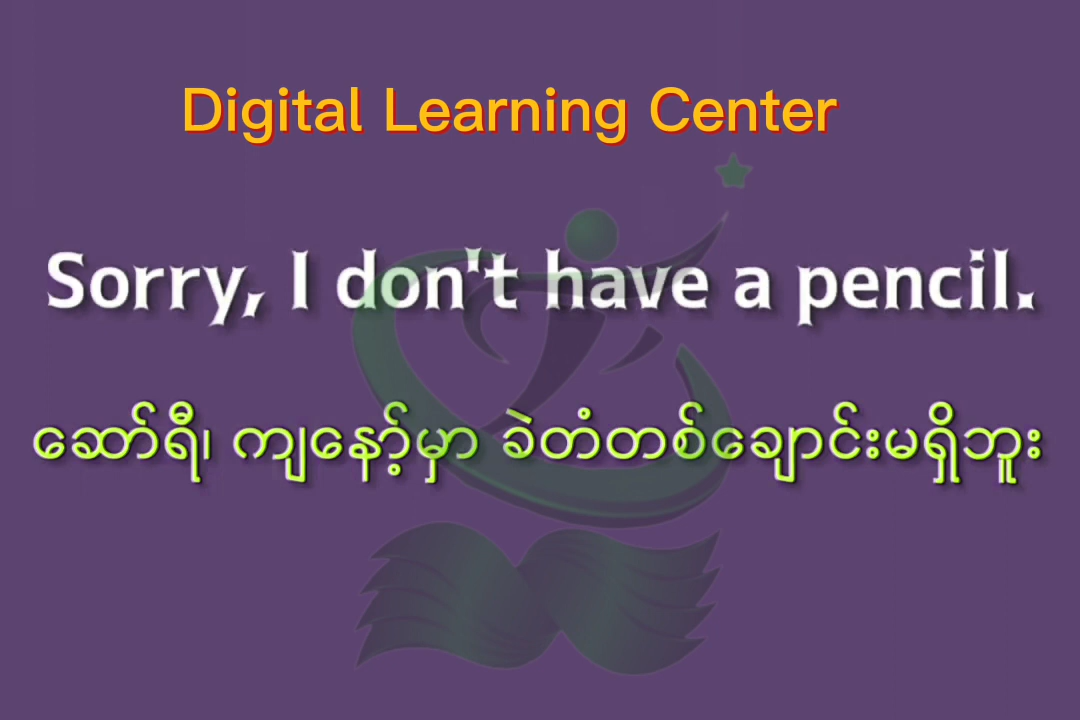 Digital Learning Center
Sorry, I don't have a pencil.
ဆော်ရီ၊ ကျနော့်မှာ ခဲတံတစ်ချောင်းမရှိဘူး